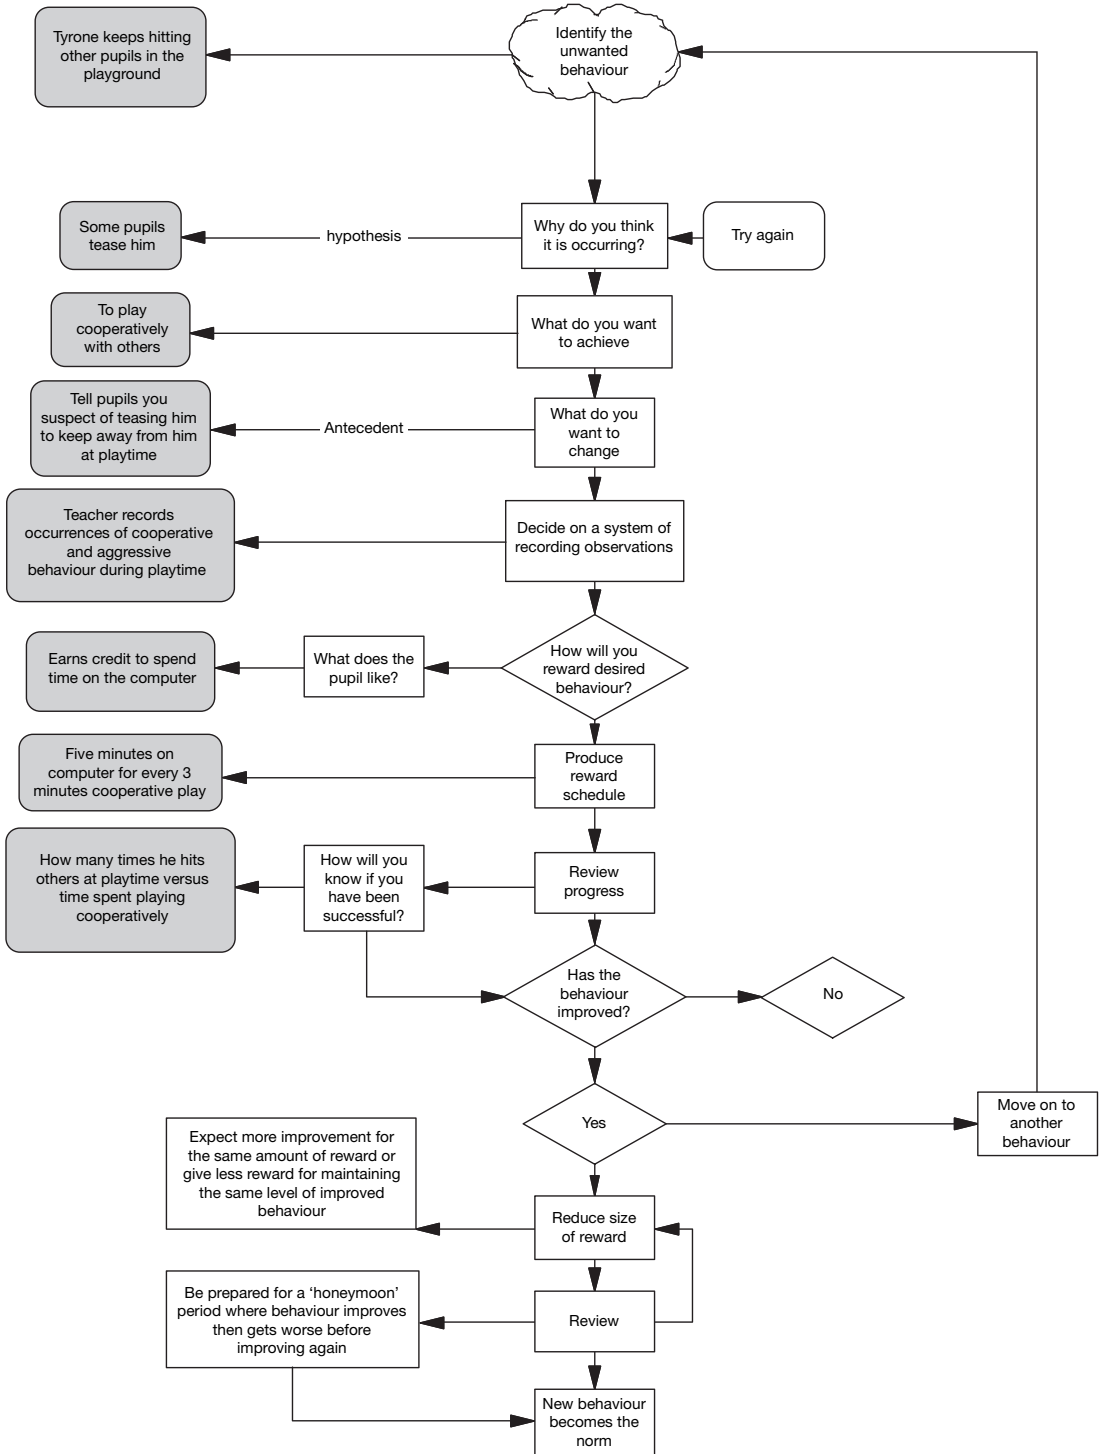 Tyrone keeps hitting
other pupils in the
playground
Identify the
unwanted
behaviour
Some pupils
tease him
hypothesis
Why do you think
it is occurring?
Try again
To play
cooperatively
with others
What do you want
to achieve
Tell pupils you
suspect of teasing him
to keep away from him
at playtime
Antecedent
What do you
want to
change
Teacher records
occurrences of cooperative
and aggressive
behaviour during playtime
Decide on a system of
recording observations
Earns credit to spend
time on the computer
What does the
pupil like?
How will you
reward desired
behaviour?
Five minutes on
computer for every 3
minutes cooperative play
Produce
reward
schedule
How many times he hits
others at playtime versus
time spent playing
cooperatively
How will you
know if you
have been
successful?
Review
progress
Has the
behaviour
improved?
No
Yes
Move on to
another
behaviour
Expect more improvement for
the same amount of reward or
give less reward for maintaining
the same level of improved
behaviour
Reduce size
of reward
Be prepared for a ‘honeymoon’
period where behaviour improves
then gets worse before
improving again
Review
New behaviour
becomes the
norm